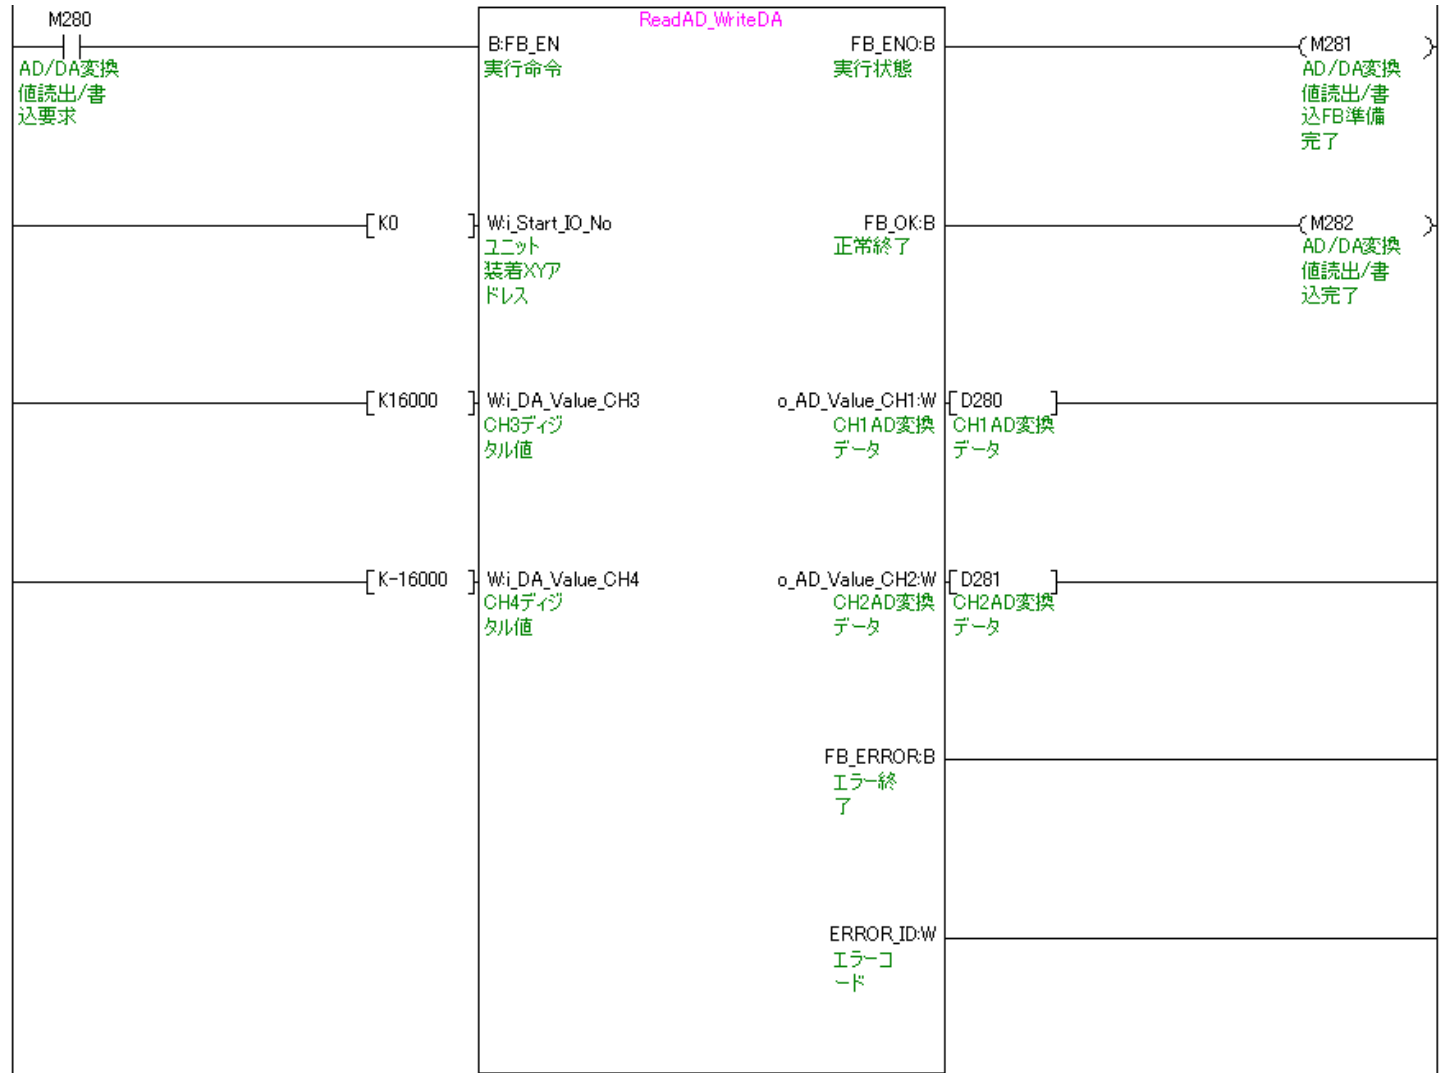 ReadAD_WriteDA
M280
B:FB_EN
FB_ENO:B
M281
AD/DA変換
値読出/書
込要求
実行命令
実行状態
AD/DA変換
値読出/書
込FB準備
完了
K0
W:i_Start_IO_No
ユニット
装着XYア
ドレス
FB_OK:B
正常終了
M282
AD/DA変換
値読出/書
込完了
K16000
W:i_DA_Value_CH3
CH3ディジ
タル値
o_AD_Value_CH1:W
CH1AD変換
データ
D280
CH1AD変換
データ
K-16000
W:i_DA_Value_CH4
CH4ディジ
タル値
o_AD_Value_CH2:W
CH2AD変換
データ
D281
CH2AD変換
データ
FB_ERROR:B
エラー終
了
ERROR_ID:W
エラーコ
ード